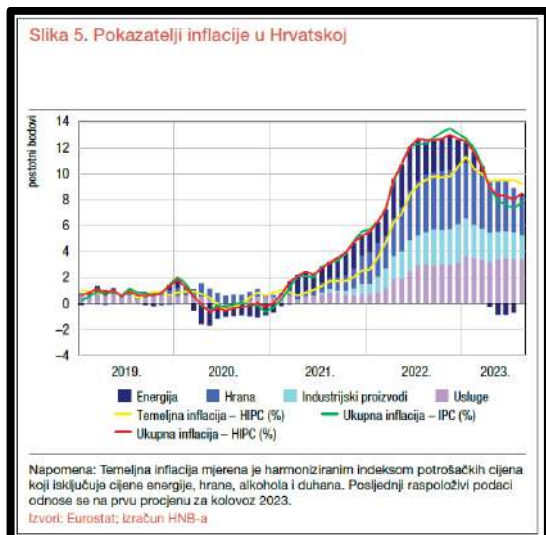 Slika 5. Pokazatelji inflacije u Hrvatskoj
postotni bodovi
14
12
10
8
6
4
2
0
−2
−4
2019. 2020. 2021. 2022. 2023.
Energija Hrana Industrijski proizvodi Usluge
Temeljna inflacija – HIPC (%) Ukupna inflacija – IPC (%)
Ukupna inflacija – HIPC (%)
Napomena: Temeljna inflacija mjerena je harmoniziranim indeksom potrošačkih cijena
koji isključuje cijene energije, hrane, alkohola i duhana. Posljednji raspoloživi podaci
odnose se na prvu procjenu za kolovoz 2023.
Izvori: Eurostat; izračun HNB-a